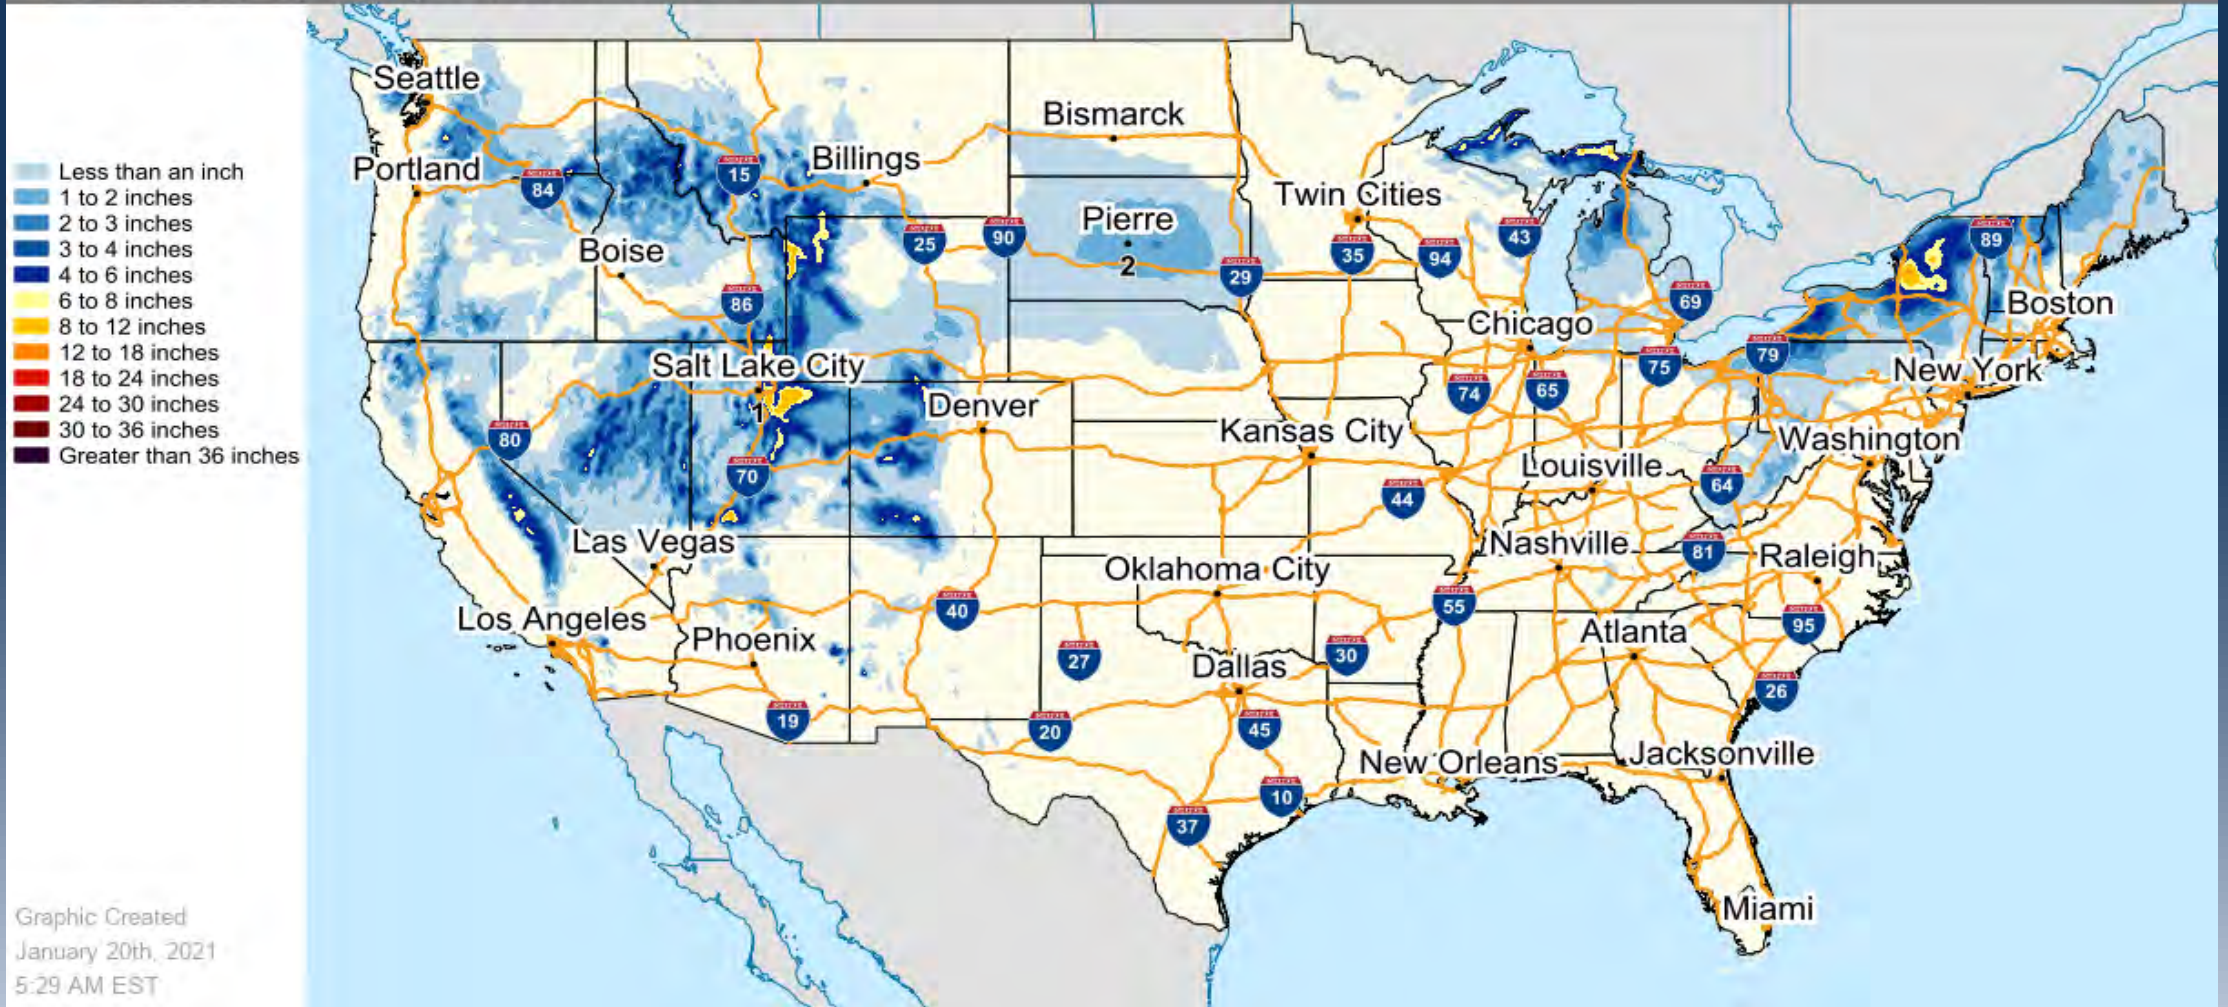 Seattle
Bismarck
Billings
Portland
15
84
Twin Cities
Pierre
2
Boise
25
90
29
35
94
43
89
86
69
Boston
Less than an inch
1 to 2 inches
2 to 3 inches
3 to 4 inches
4 to 6 inches
6 to 8 inches
8 to 12 inches
12 to 18 inches
18 to 24 inches
24 to 30 inches
30 to 36 inches
Greater than 36 inches
Chicago
Salt Lake City
1
79
75
New York
74
65
Denver
80
Kansas City
Washington
70
Louisville
64
44
Las Vegas
Nashville
81
Raleigh
Oklahoma City
40
55
Los Angeles
Phoenix
95
Atlanta
27
30
Dallas
26
19
20
45
New Orleans
Jacksonville
10
37
Miami
Graphic Created
January 20th, 2021
5:29 AM EST